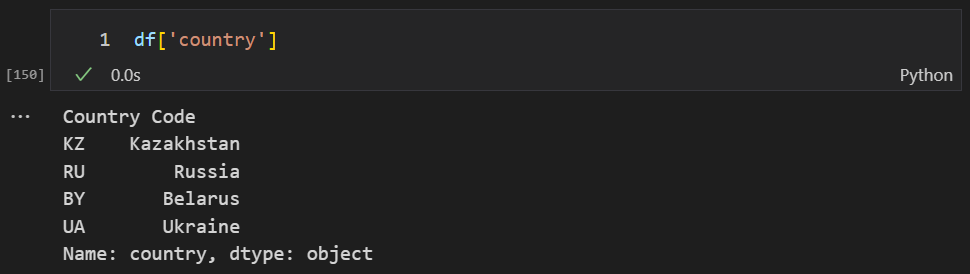 1 df['country']
[150] ✓ 0.0s Python
... Country Code
KZ Kazakhstan
RU Russia
BY Belarus
UA Ukraine
Name: country, dtype: object